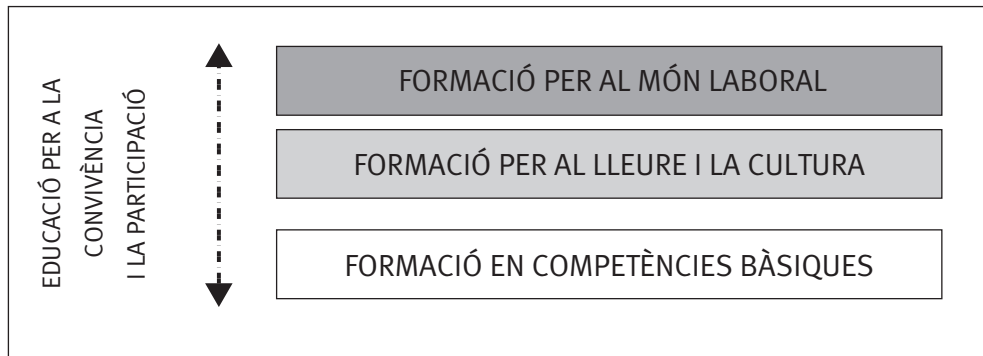 EDUCACIÓ PER A LA
CONVIVÈNCIA
I LA PARTICIPACIÓ
FORMACIÓ PER AL MÓN LABORAL
FORMACIÓ PER AL LLEURE I LA CULTURA
FORMACIÓ EN COMPETÈNCIES BÀSIQUES